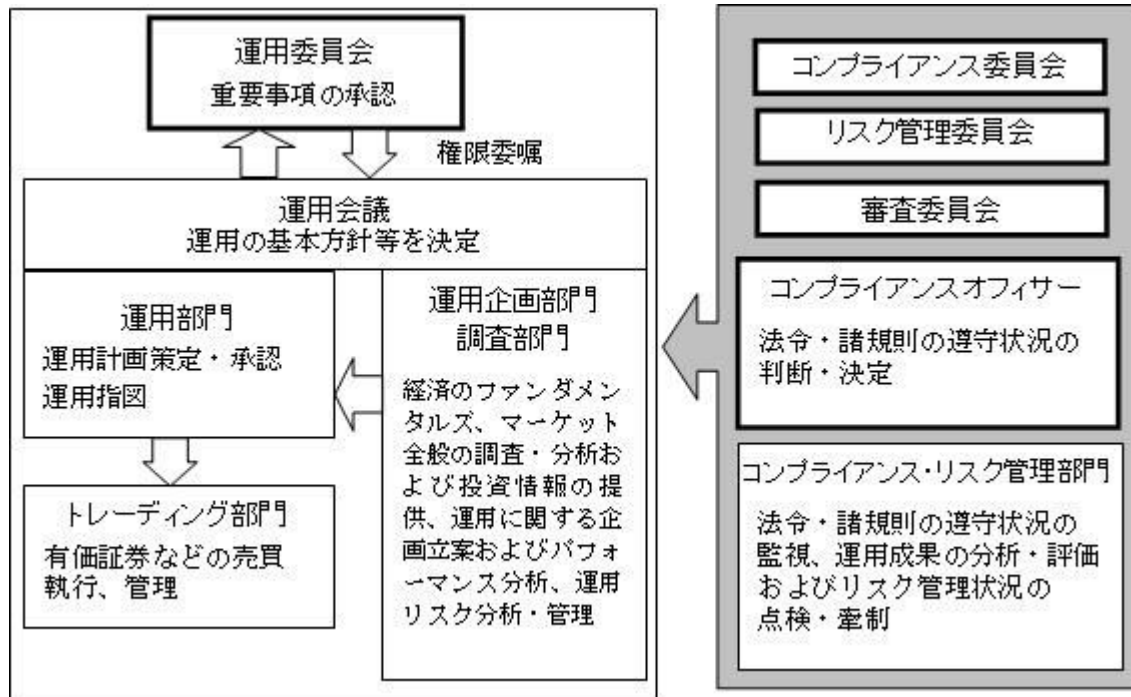 運用委員会
重要事項の承認
権限委嘱
運用会議
運用の基本方針等を決定
運用部門
運用計画策定・承認
運用指図
運用企画部門
調査部門
経済のファンダメン
タルズ、マーケット
全般の調査・分析お
よび投資情報の提
供、運用に関する企
画立案およびパフォ
ーマンス分析、運用
リスク分析・管理
トレーディング部門
有価証券などの売買
執行、管理
コンプライアンス委員会
リスク管理委員会
審査委員会
コンプライアンスオフィサー
法令・諸規則の遵守状況の
判断・決定
コンプライアンス・リスク管理部門
法令・諸規則の遵守状況の
監視、運用成果の分析・評価
およびリスク管理状況の
点検・牽制